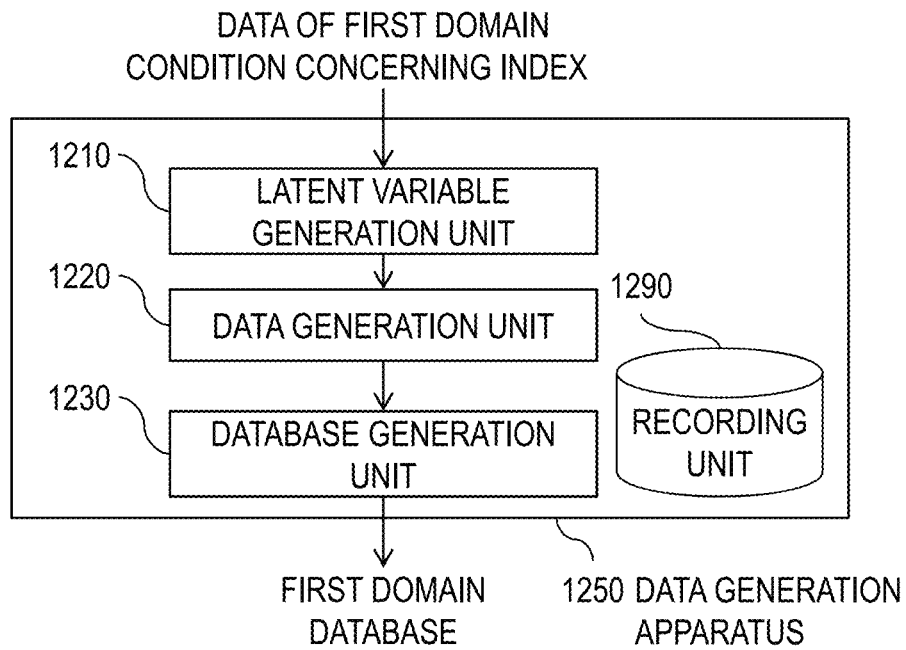 DATA OF FIRST DOMAIN
CONDITION CONCERNING INDEX
1210
LATENT VARIABLE
GENERATION UNIT
1220
DATA GENERATION UNIT
1290
1230
DATABASE GENERATION
UNIT
RECORDING
UNIT
FIRST DOMAIN
DATABASE
1250 DATA GENERATION
APPARATUS